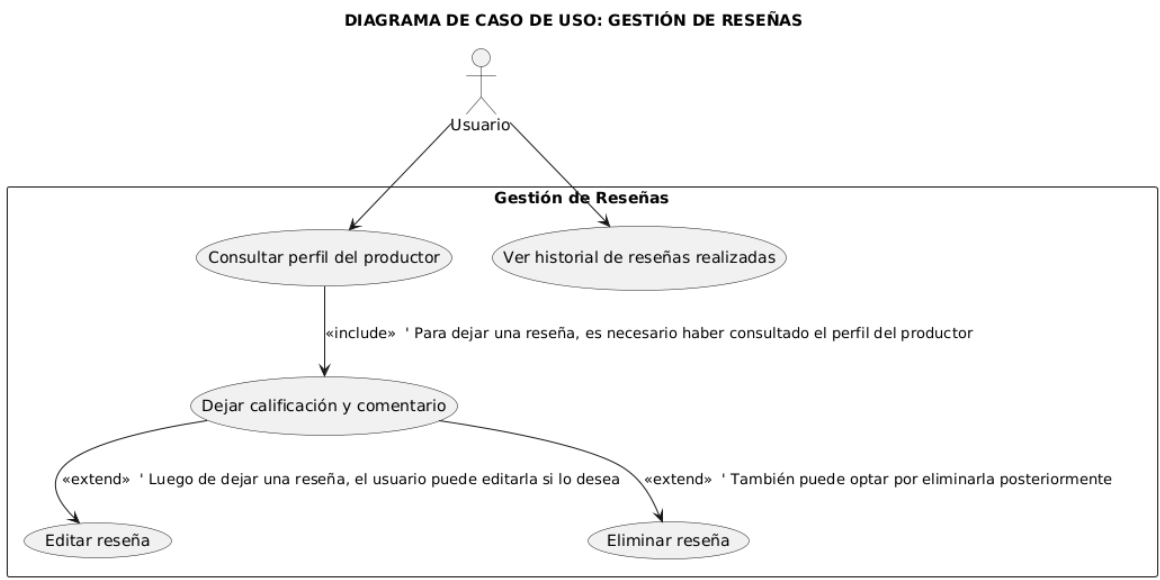 DIAGRAMA DE CASO DE USO: GESTIÓN DE RESEÑAS
Usuario
Gestión de Reseñas
Consultar perfil del productor
Ver historial de reseñas realizadas
«include» ' Para dejar una reseña, es necesario haber consultado el perfil del productor
Dejar calificación y comentario
«extend» ' Luego de dejar una reseña, el usuario puede editarla si lo desea
«extend» ' También puede optar por eliminarla posteriormente
Editar reseña
Eliminar reseña